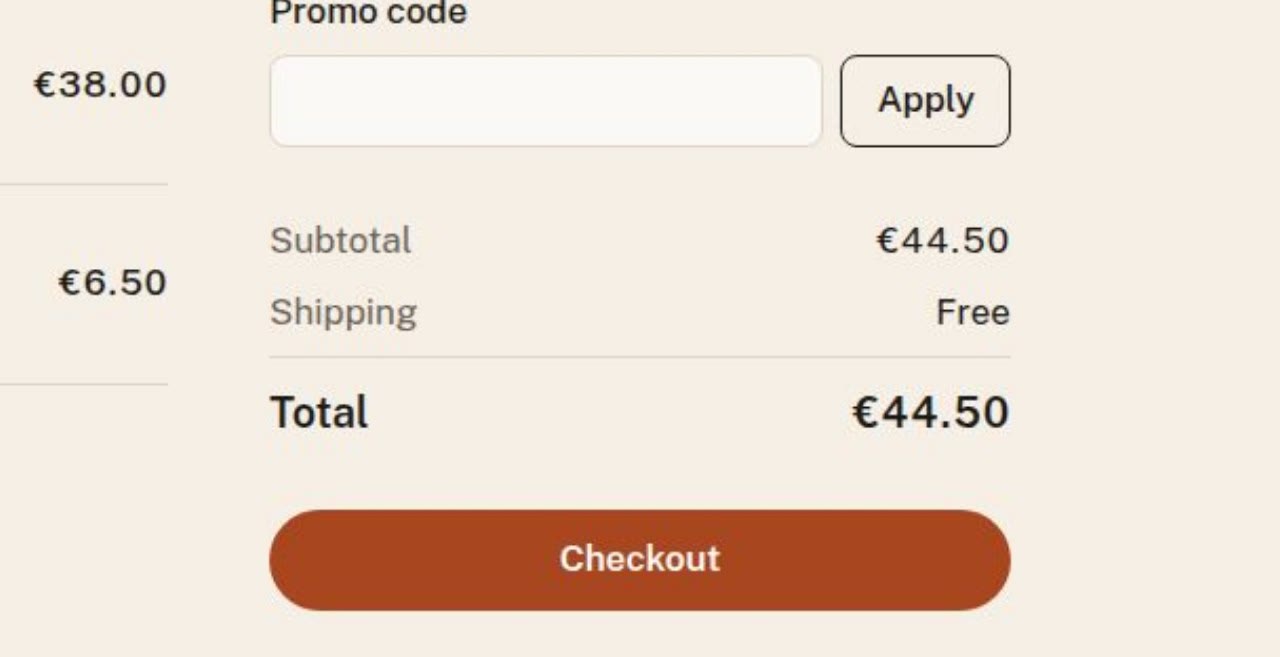 Promo code
€38.00
Apply
Subtotal €44.50
€6.50
Shipping Free
Total €44.50
Checkout